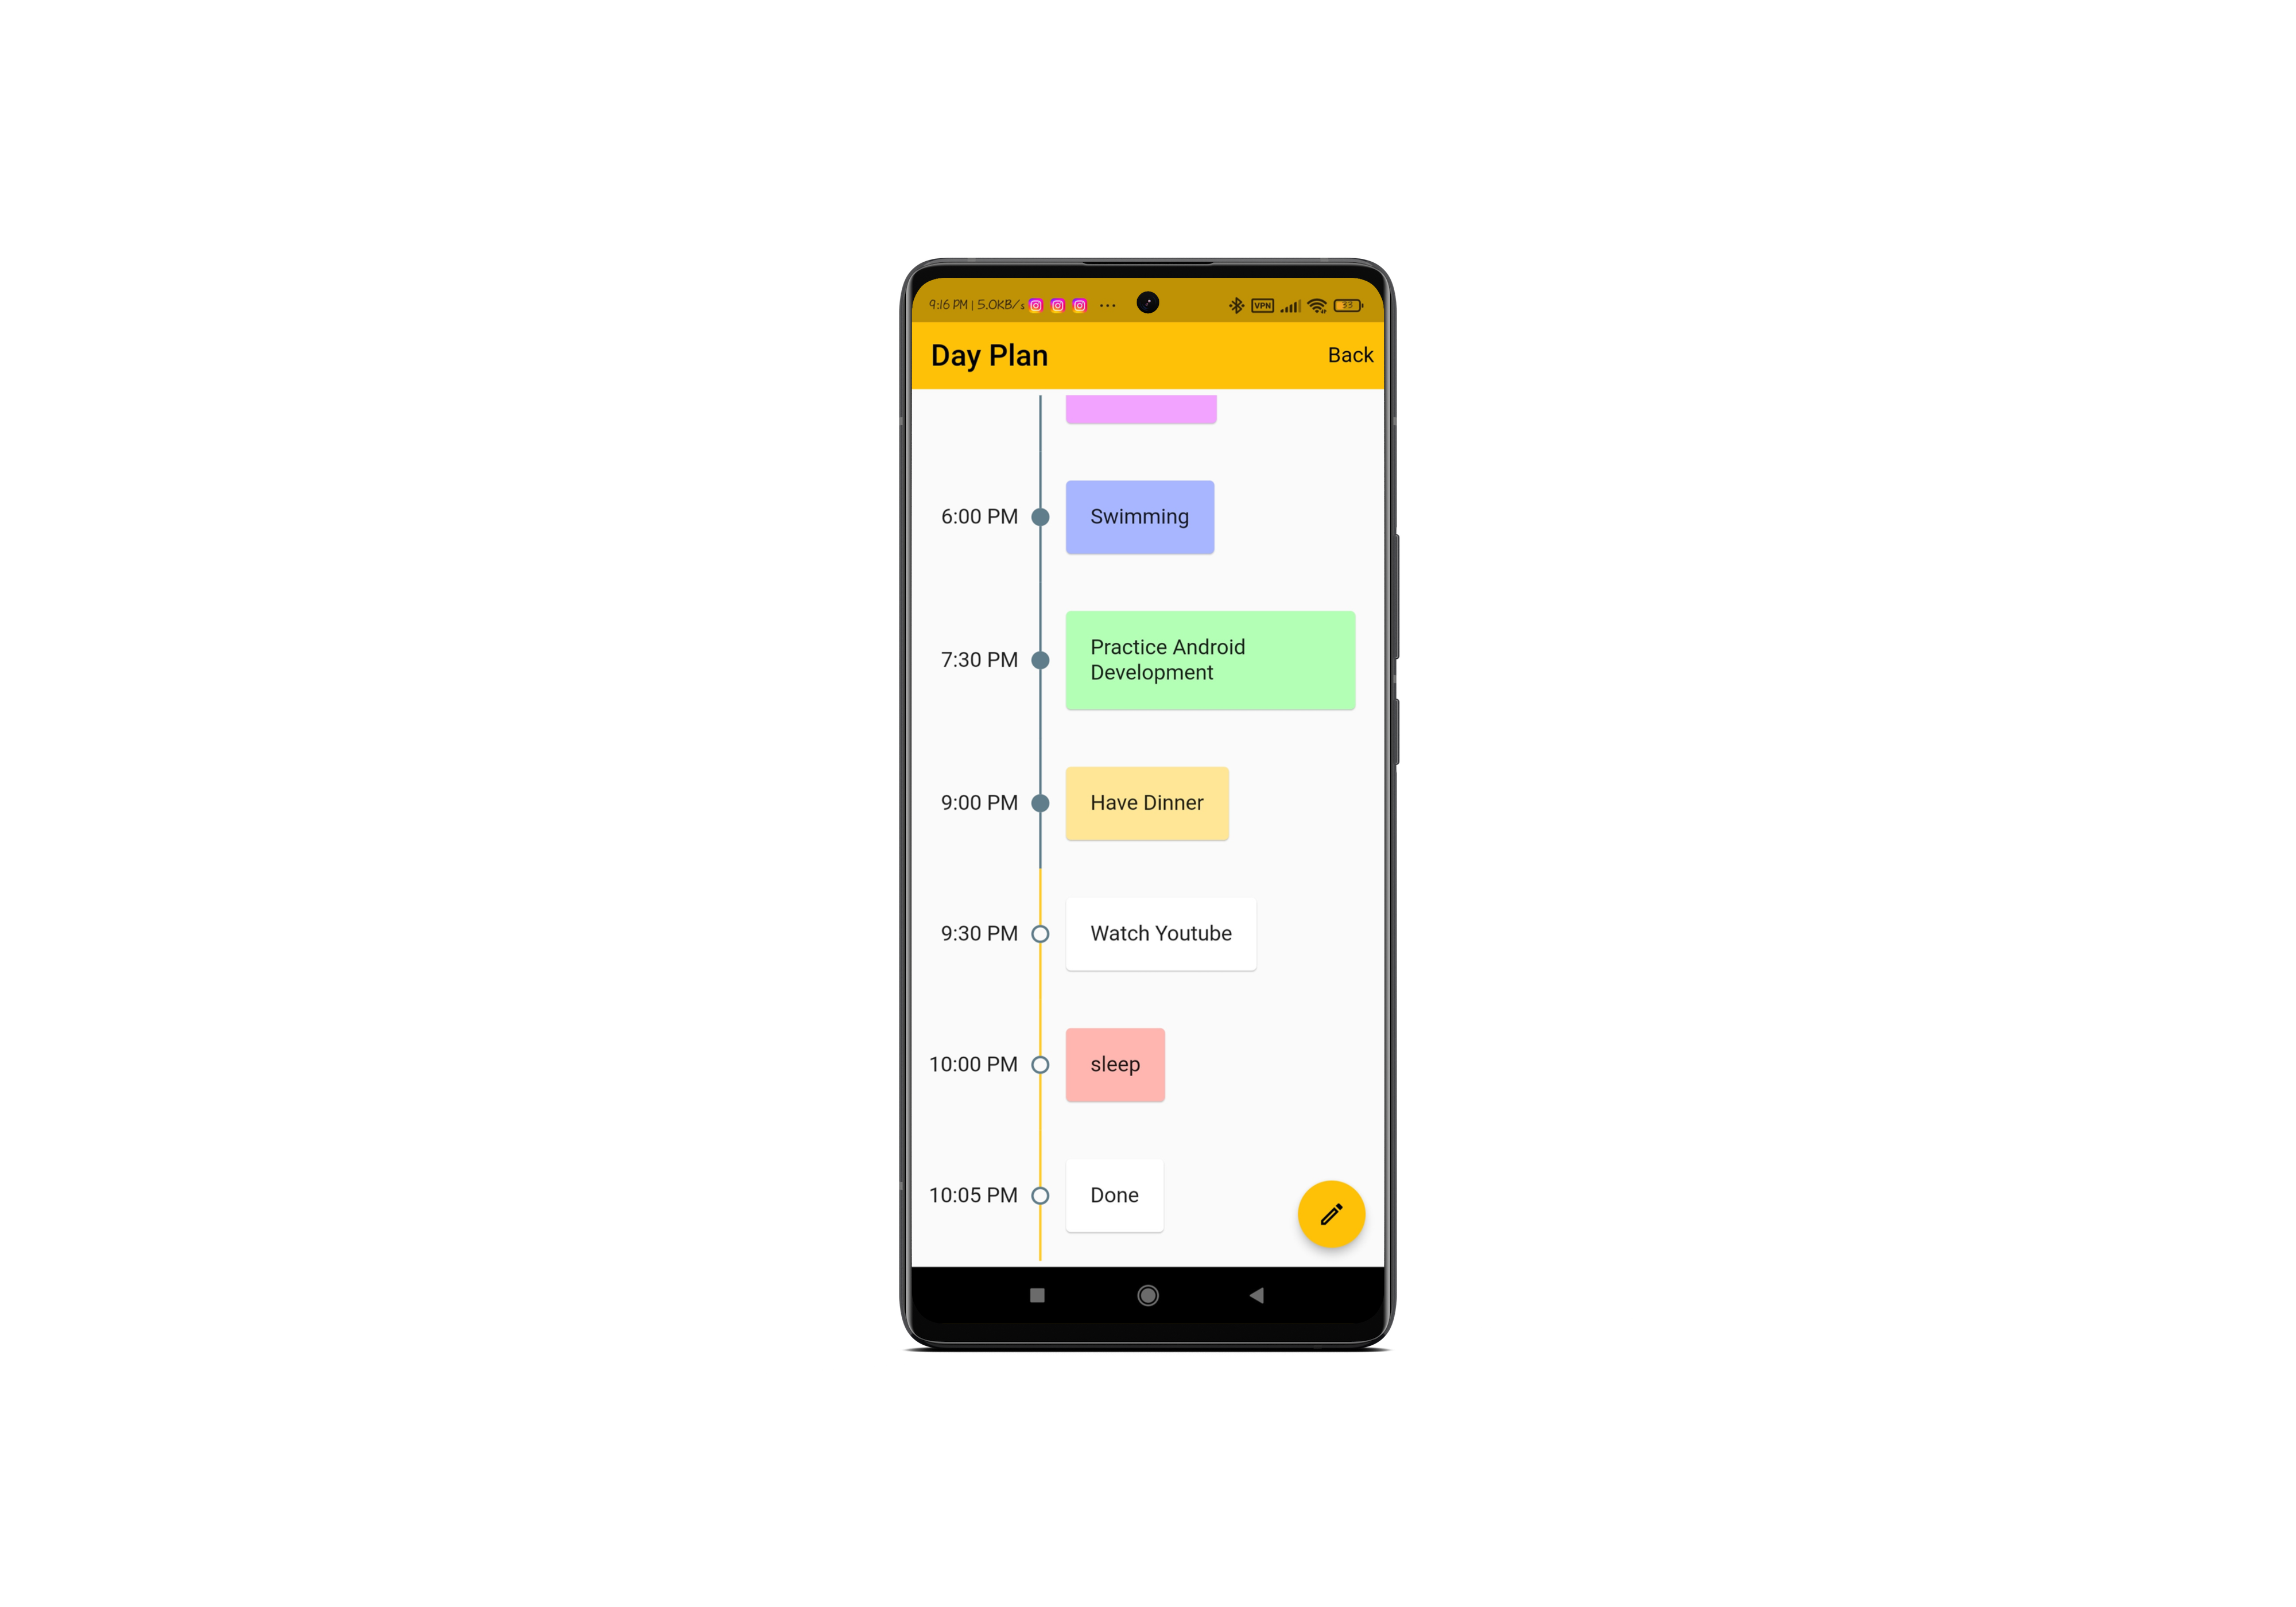 9:16 PM | 5.0KB/s
VPN
33
Day Plan
Back
6:00 PM
Swimming
7:30 PM
Practice Android
Development
9:00 PM
Have Dinner
9:30 PM
Watch Youtube
10:00 PM
sleep
10:05 PM
Done